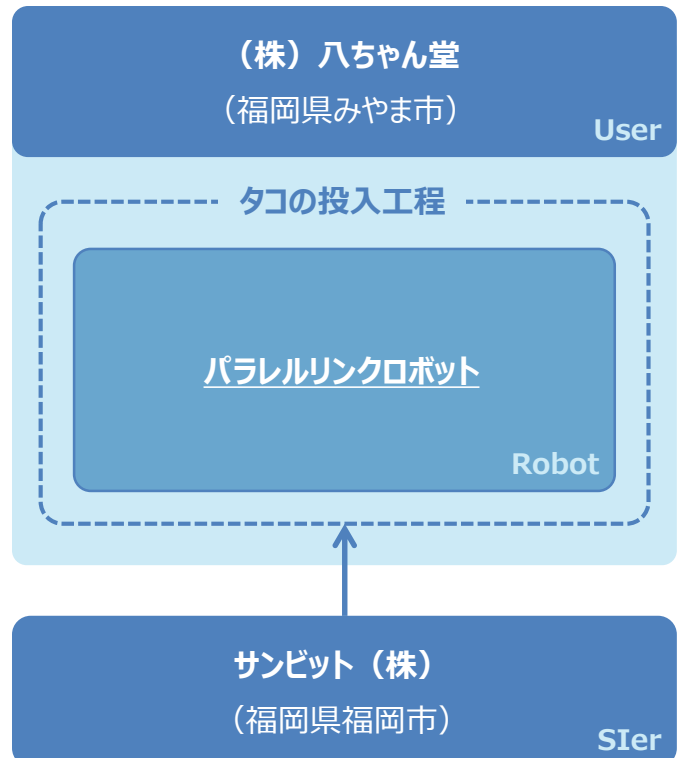 （株）八ちゃん堂
（福岡県みやま市）
User
タコの投入工程
パラレルリンクロボット
Robot
サンビット（株）
（福岡県福岡市）
SIer